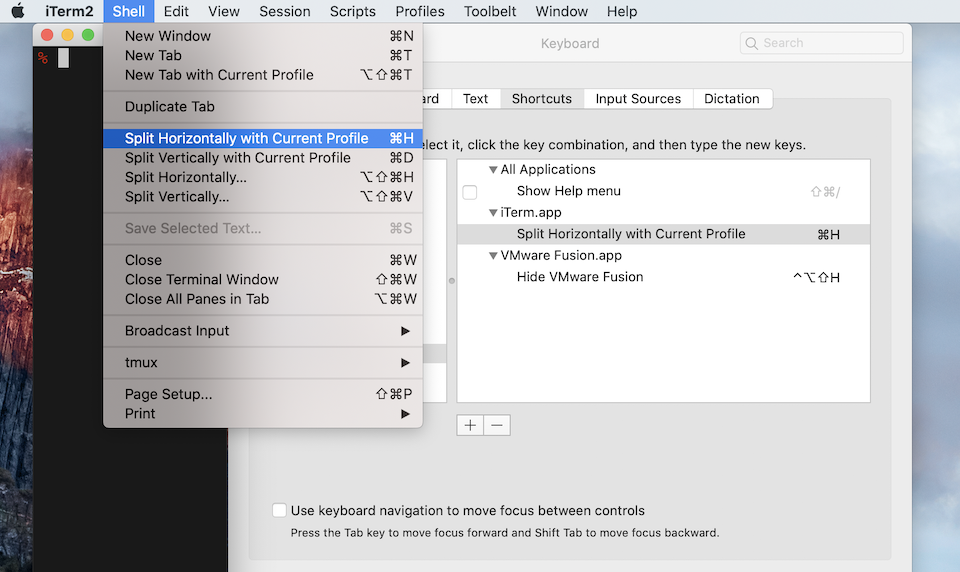 iTerm2 Shell Edit View Session Scripts Profiles Toolbelt Window Help
%
New Window ⌘N
New Tab ⌘T
New Tab with Current Profile ⌥⇧⌘T
Duplicate Tab
Split Horizontally with Current Profile ⌘H
Split Vertically with Current Profile ⌘D
Split Horizontally... ⌥⇧⌘H
Split Vertically... ⌥⇧⌘V
Save Selected Text... ⌘S
Close ⌘W
Close Terminal Window ⇧⌘W
Close All Panes in Tab ⌥⌘W
Broadcast Input ▶
tmux ▶
Page Setup... ⇧⌘P
Print ▶
Keyboard
Search
Text Shortcuts Input Sources Dictation
it, click the key combination, and then type the new keys.
▼ All Applications
Show Help menu ⇧⌘/
▼ iTerm.app
Split Horizontally with Current Profile ⌘H
▼ VMware Fusion.app
Hide VMware Fusion ^⌥⇧H
+ −
Use keyboard navigation to move focus between controls
Press the Tab key to move focus forward and Shift Tab to move focus backward.